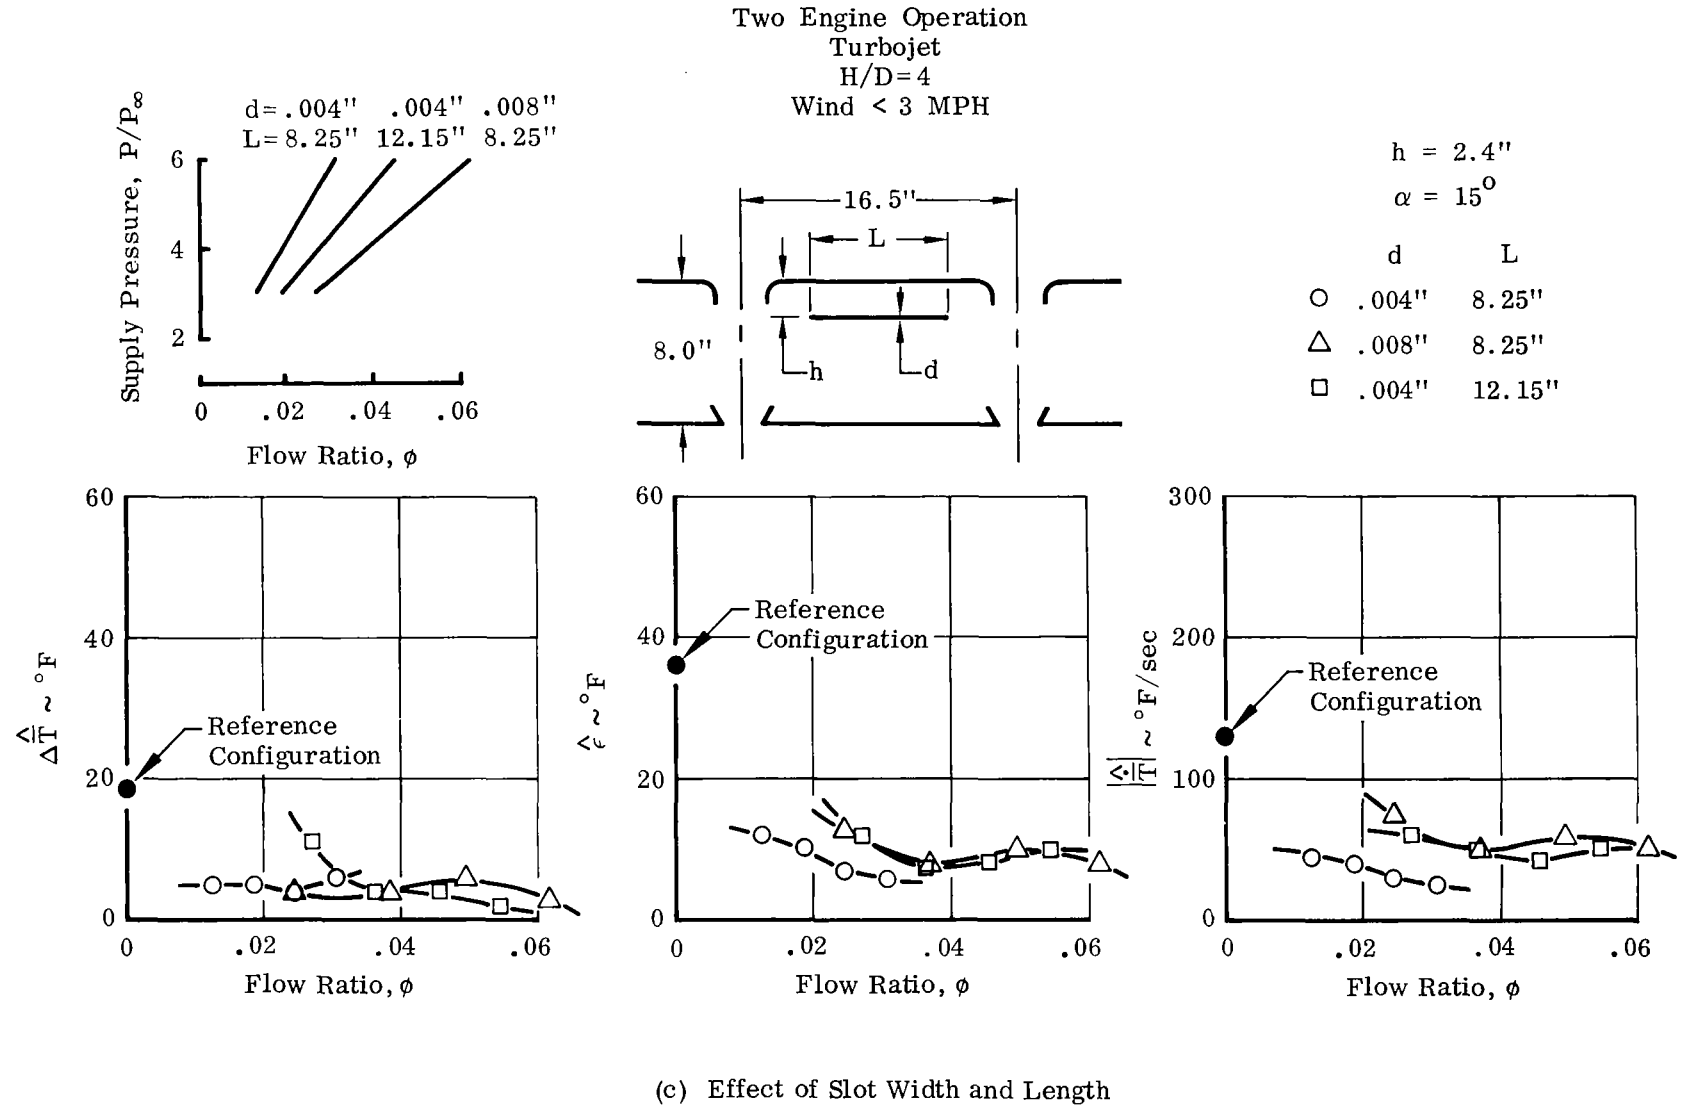 Two Engine Operation
Turbojet
H/D=4
Wind < 3 MPH
d=.004" .004" .008"
L=8.25" 12.15" 8.25"
Supply Pressure, P/P∞
6
4
2
0 .02 .04 .06
Flow Ratio, φ
16.5"
L
8.0"
h
d
h = 2.4"
α = 15°
d L
.004" 8.25"
.008" 8.25"
.004" 12.15"
60
40
20
0
~ °F
Reference
Configuration
0 .02 .04 .06
Flow Ratio, φ
60
40
20
0
~ °F
Reference
Configuration
0 .02 .04 .06
Flow Ratio, φ
300
200
100
0
~ °F/sec
Reference
Configuration
0 .02 .04 .06
Flow Ratio, φ
(c) Effect of Slot Width and Length